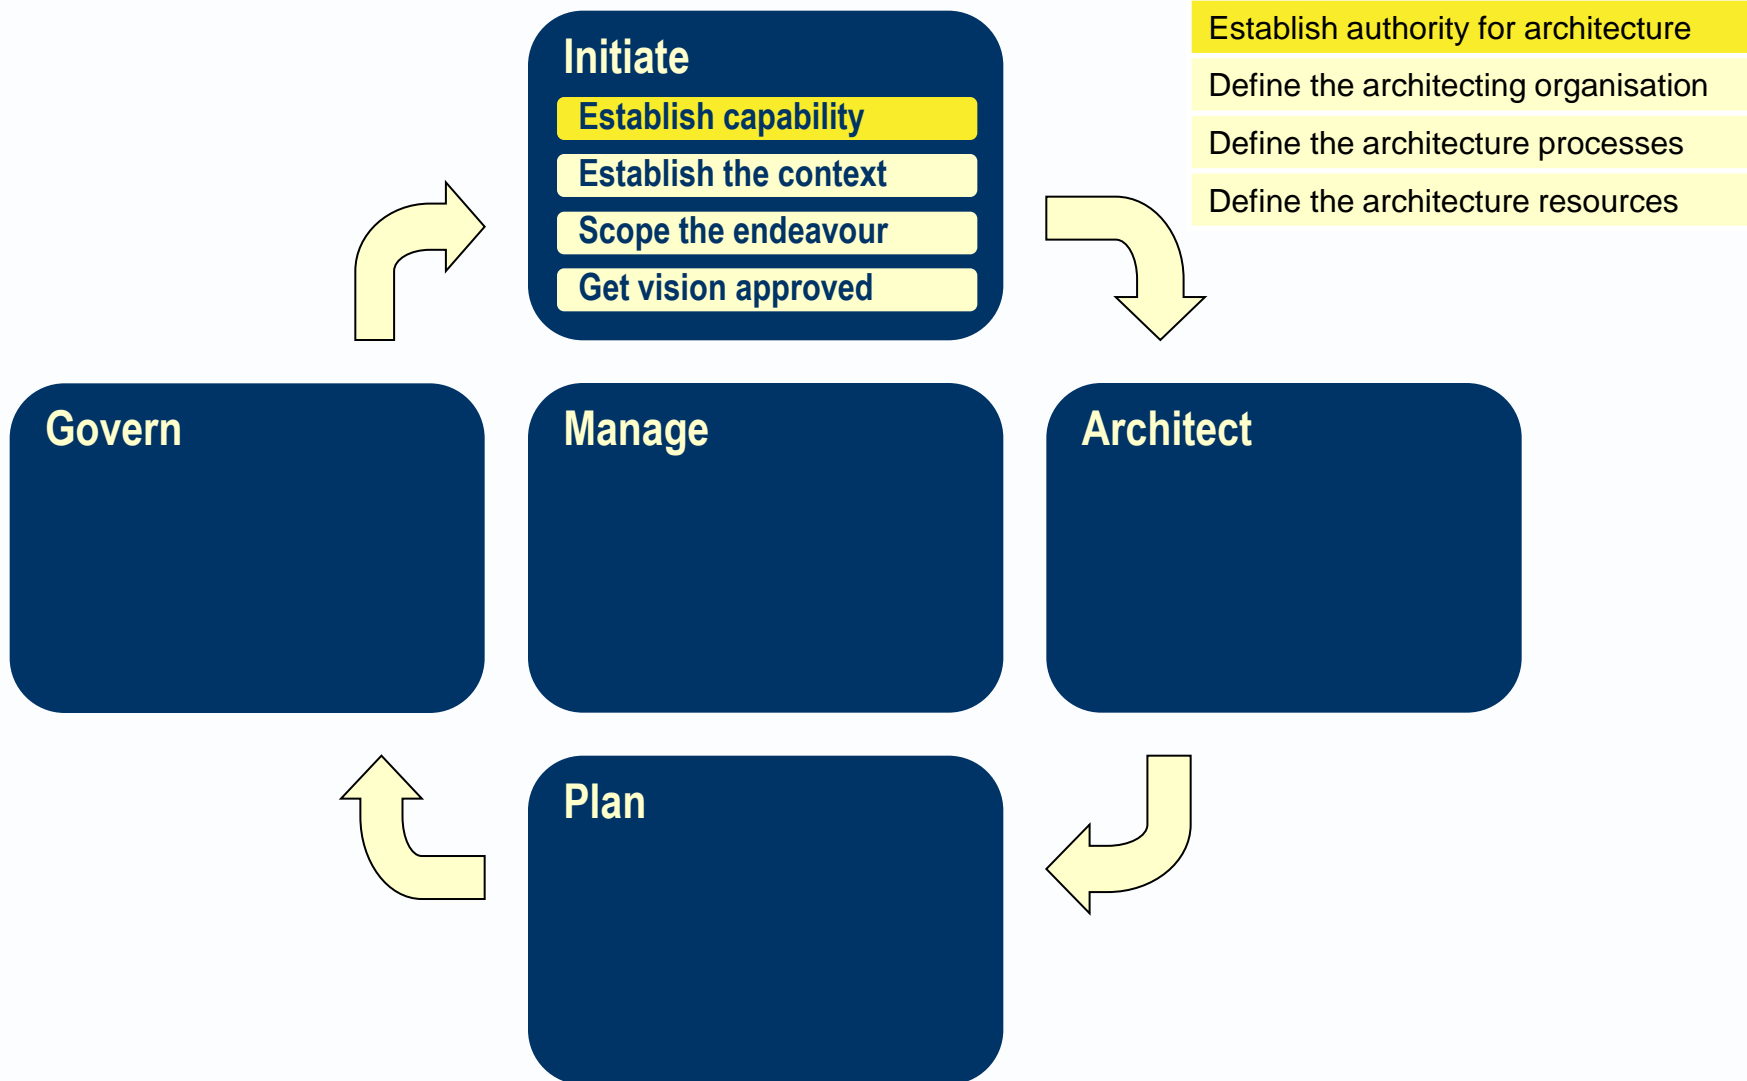 Initiate
Establish capability
Establish the context
Scope the endeavour
Get vision approved
Establish authority for architecture
Define the architecting organisation
Define the architecture processes
Define the architecture resources
Govern
Manage
Architect
Plan